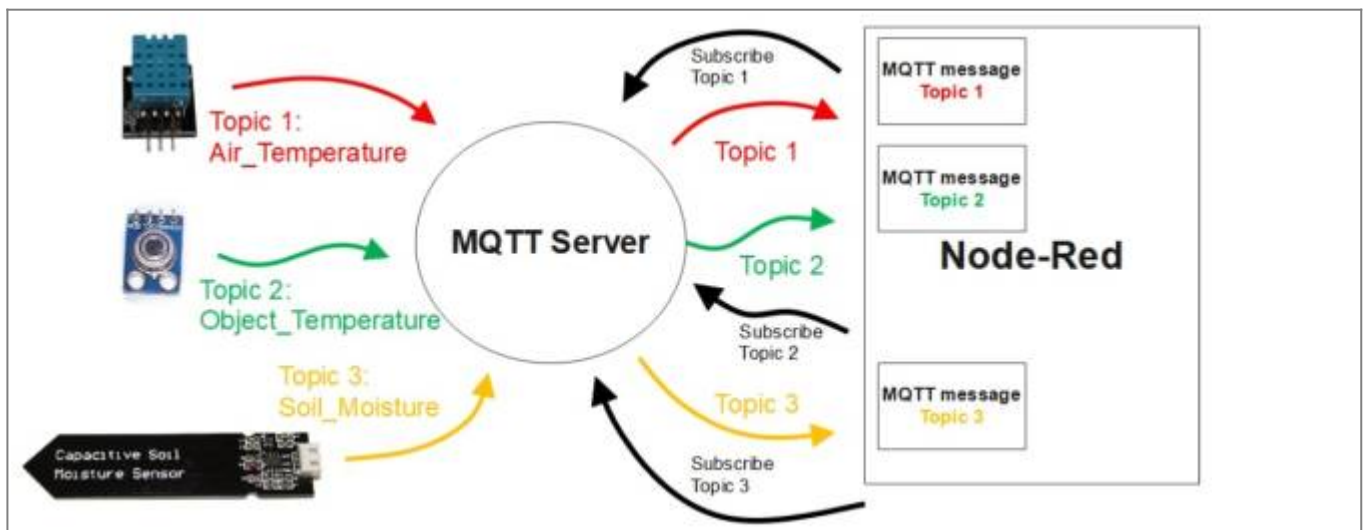 Topic 1:
Air_Temperature
Topic 2:
Object_Temperature
Topic 3:
Soil_Moisture
Capacitive Soil
Moisture Sensor
MQTT Server
Subscribe
Topic 1
Topic 1
Topic 2
Subscribe
Topic 2
Topic 3
Subscribe
Topic 3
MQTT message
Topic 1
MQTT message
Topic 2
Node-Red
MQTT message
Topic 3